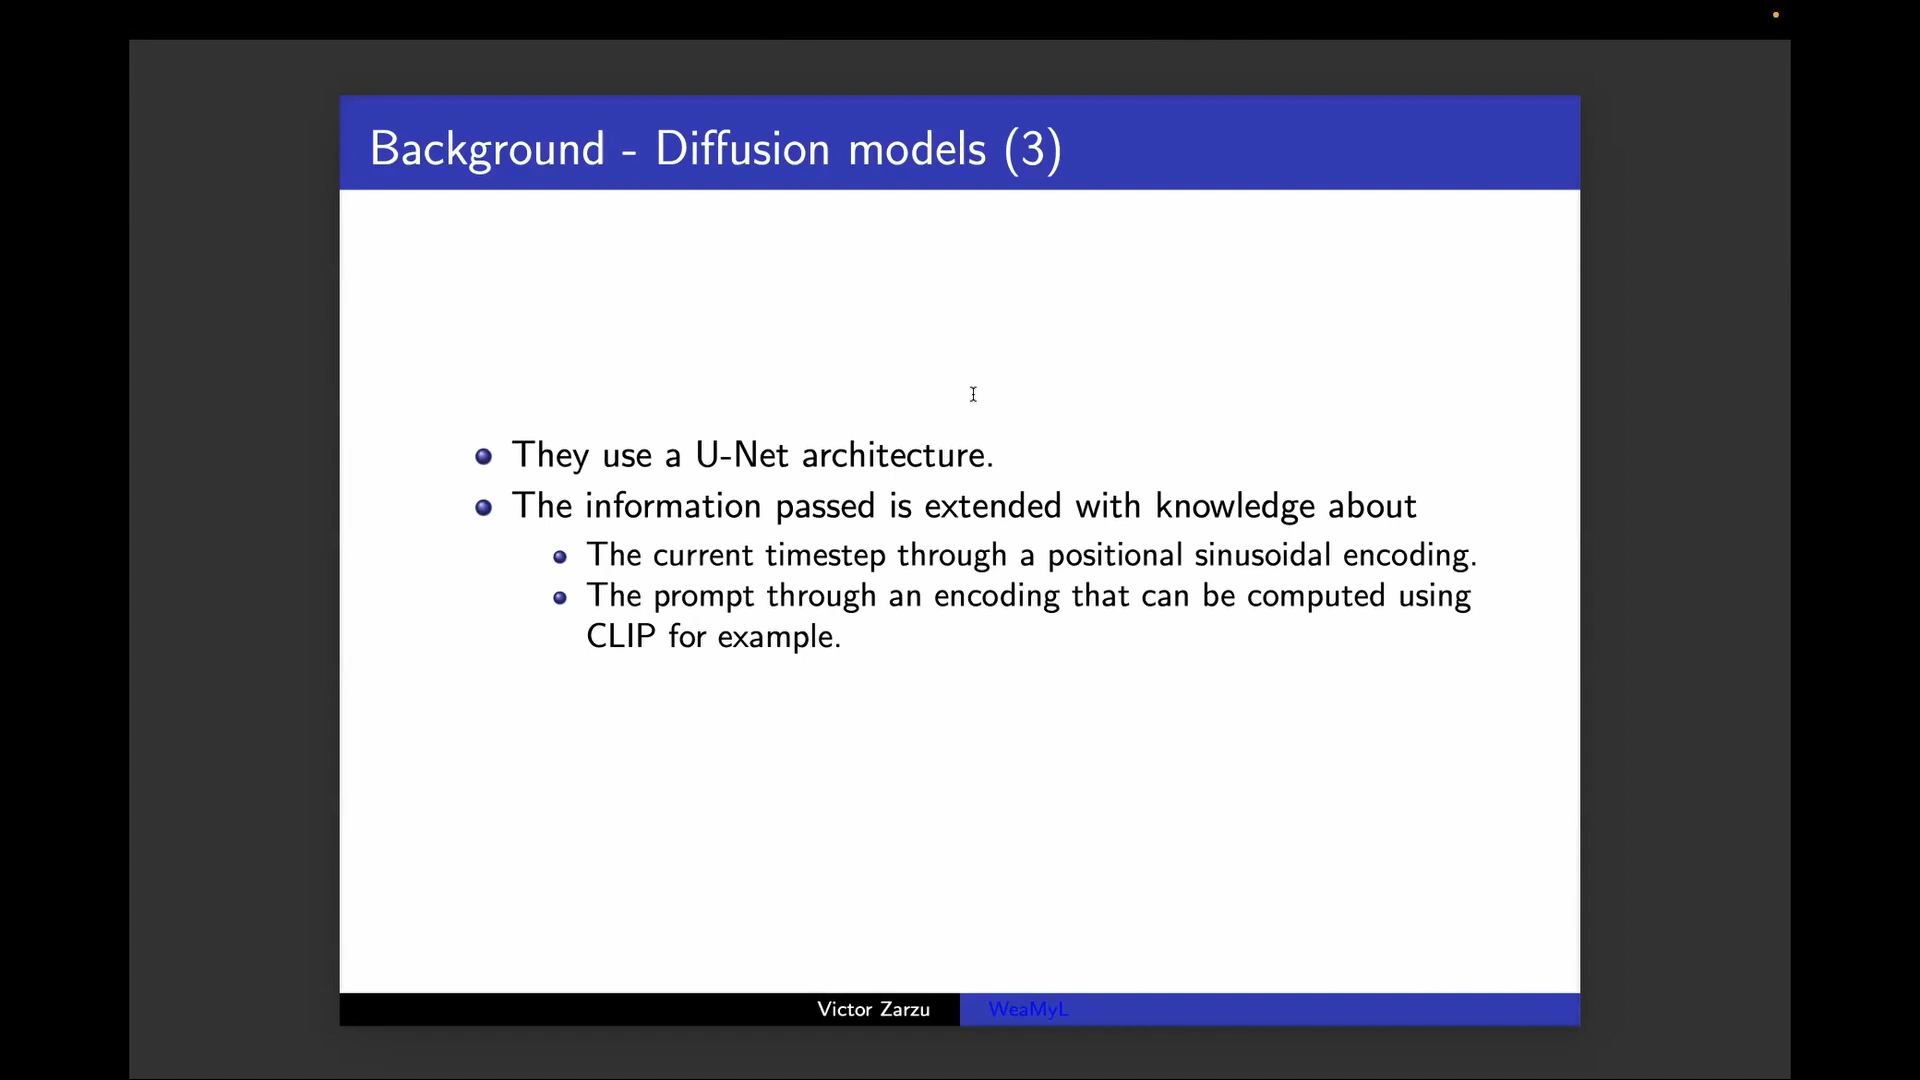 Background - Diffusion models (3)
They use a U-Net architecture.
The information passed is extended with knowledge about
The current timestep through a positional sinusoidal encoding.
The prompt through an encoding that can be computed using
CLIP for example.
Victor Zarzu
WeaMyL